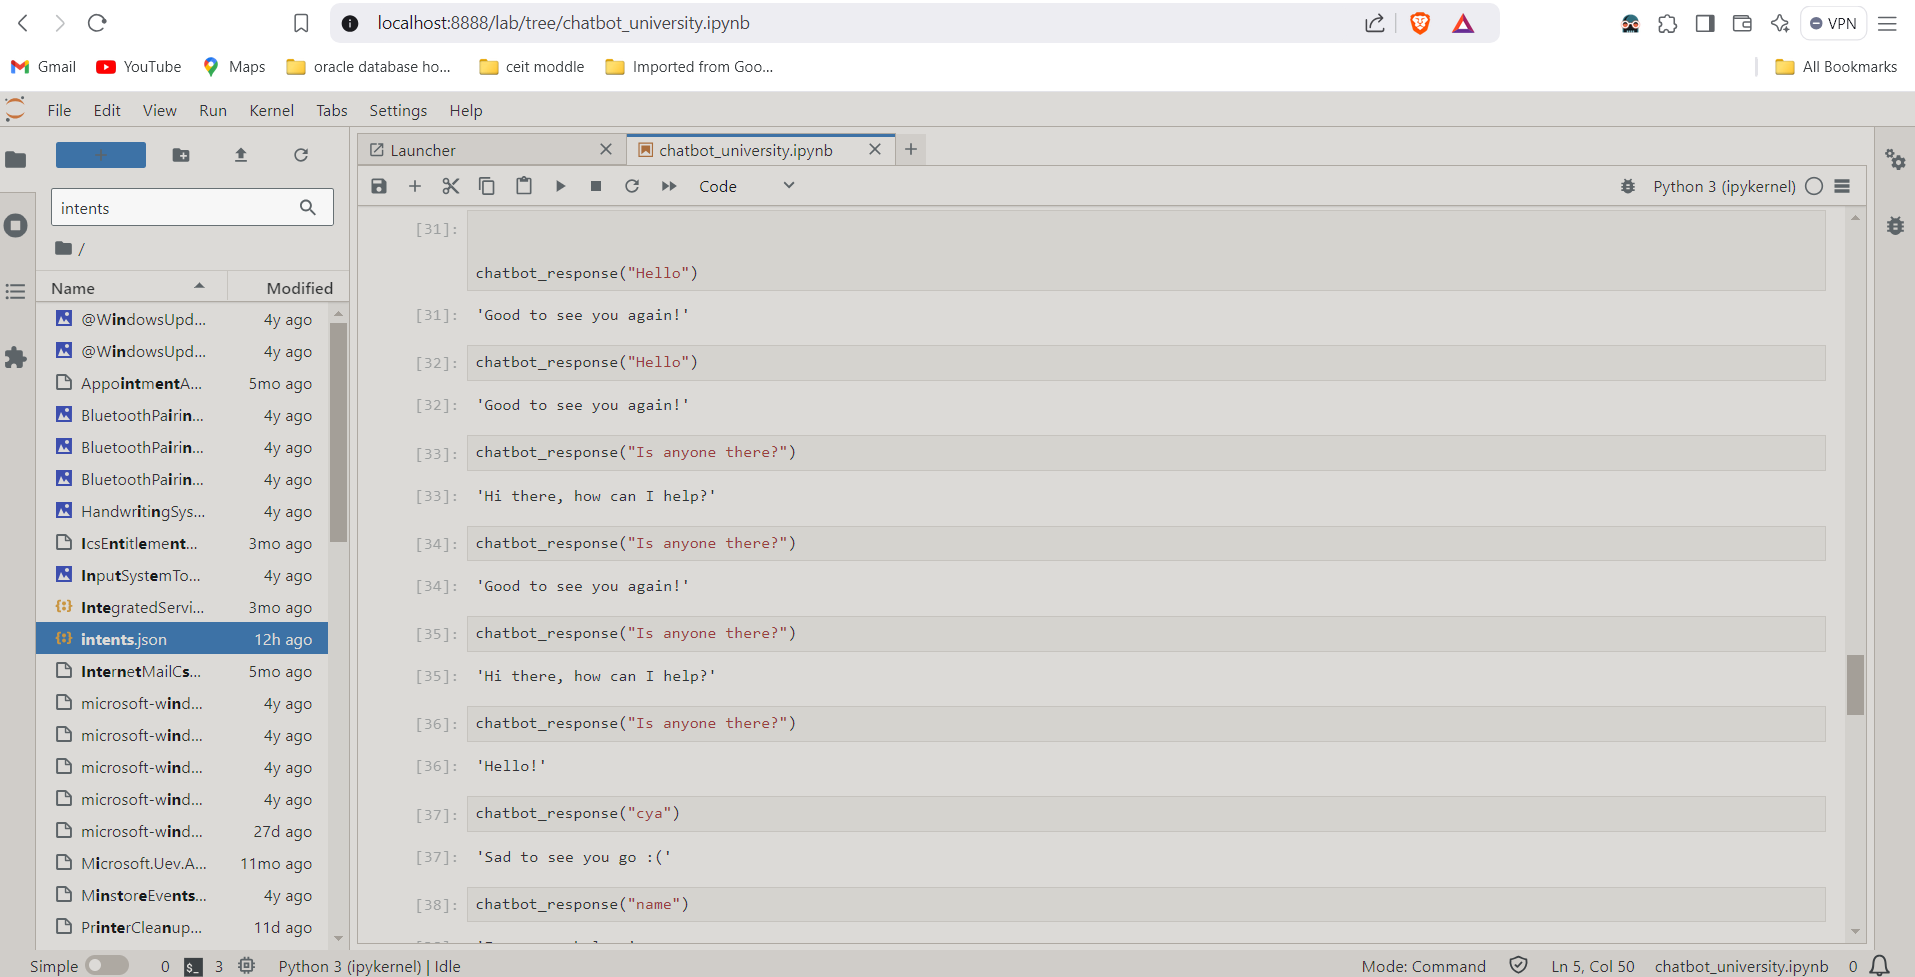 localhost:8888/lab/tree/chatbot_university.ipynb
VPN
Gmail YouTube Maps oracle database ho... ceit moddle Imported from Goo... All Bookmarks
File Edit View Run Kernel Tabs Settings Help
Launcher chatbot_university.ipynb
Code Python 3 (ipykernel)
intents
/
Name Modified
@WindowsUpd... 4y ago
@WindowsUpd... 4y ago
AppointmentA... 5mo ago
BluetoothPairin... 4y ago
BluetoothPairin... 4y ago
BluetoothPairin... 4y ago
HandwritingSys... 4y ago
IcsEntitlement... 3mo ago
InputSystemTo... 4y ago
IntegratedServi... 3mo ago
intents.json 12h ago
InternetMailCs... 5mo ago
microsoft-wind... 4y ago
microsoft-wind... 4y ago
microsoft-wind... 4y ago
microsoft-wind... 4y ago
microsoft-wind... 27d ago
Microsoft.Uev.A... 11mo ago
MinstoreEvents... 4y ago
PrinterCleanup... 11d ago
[31]:
chatbot_response("Hello")
[31]: 'Good to see you again!'
[32]: chatbot_response("Hello")
[32]: 'Good to see you again!'
[33]: chatbot_response("Is anyone there?")
[33]: 'Hi there, how can I help?'
[34]: chatbot_response("Is anyone there?")
[34]: 'Good to see you again!'
[35]: chatbot_response("Is anyone there?")
[35]: 'Hi there, how can I help?'
[36]: chatbot_response("Is anyone there?")
[36]: 'Hello!'
[37]: chatbot_response("cya")
[37]: 'Sad to see you go :('
[38]: chatbot_response("name")
Simple 0 $_ 3 Python 3 (ipykernel) | Idle Mode: Command Ln 5, Col 50 chatbot_university.ipynb 0